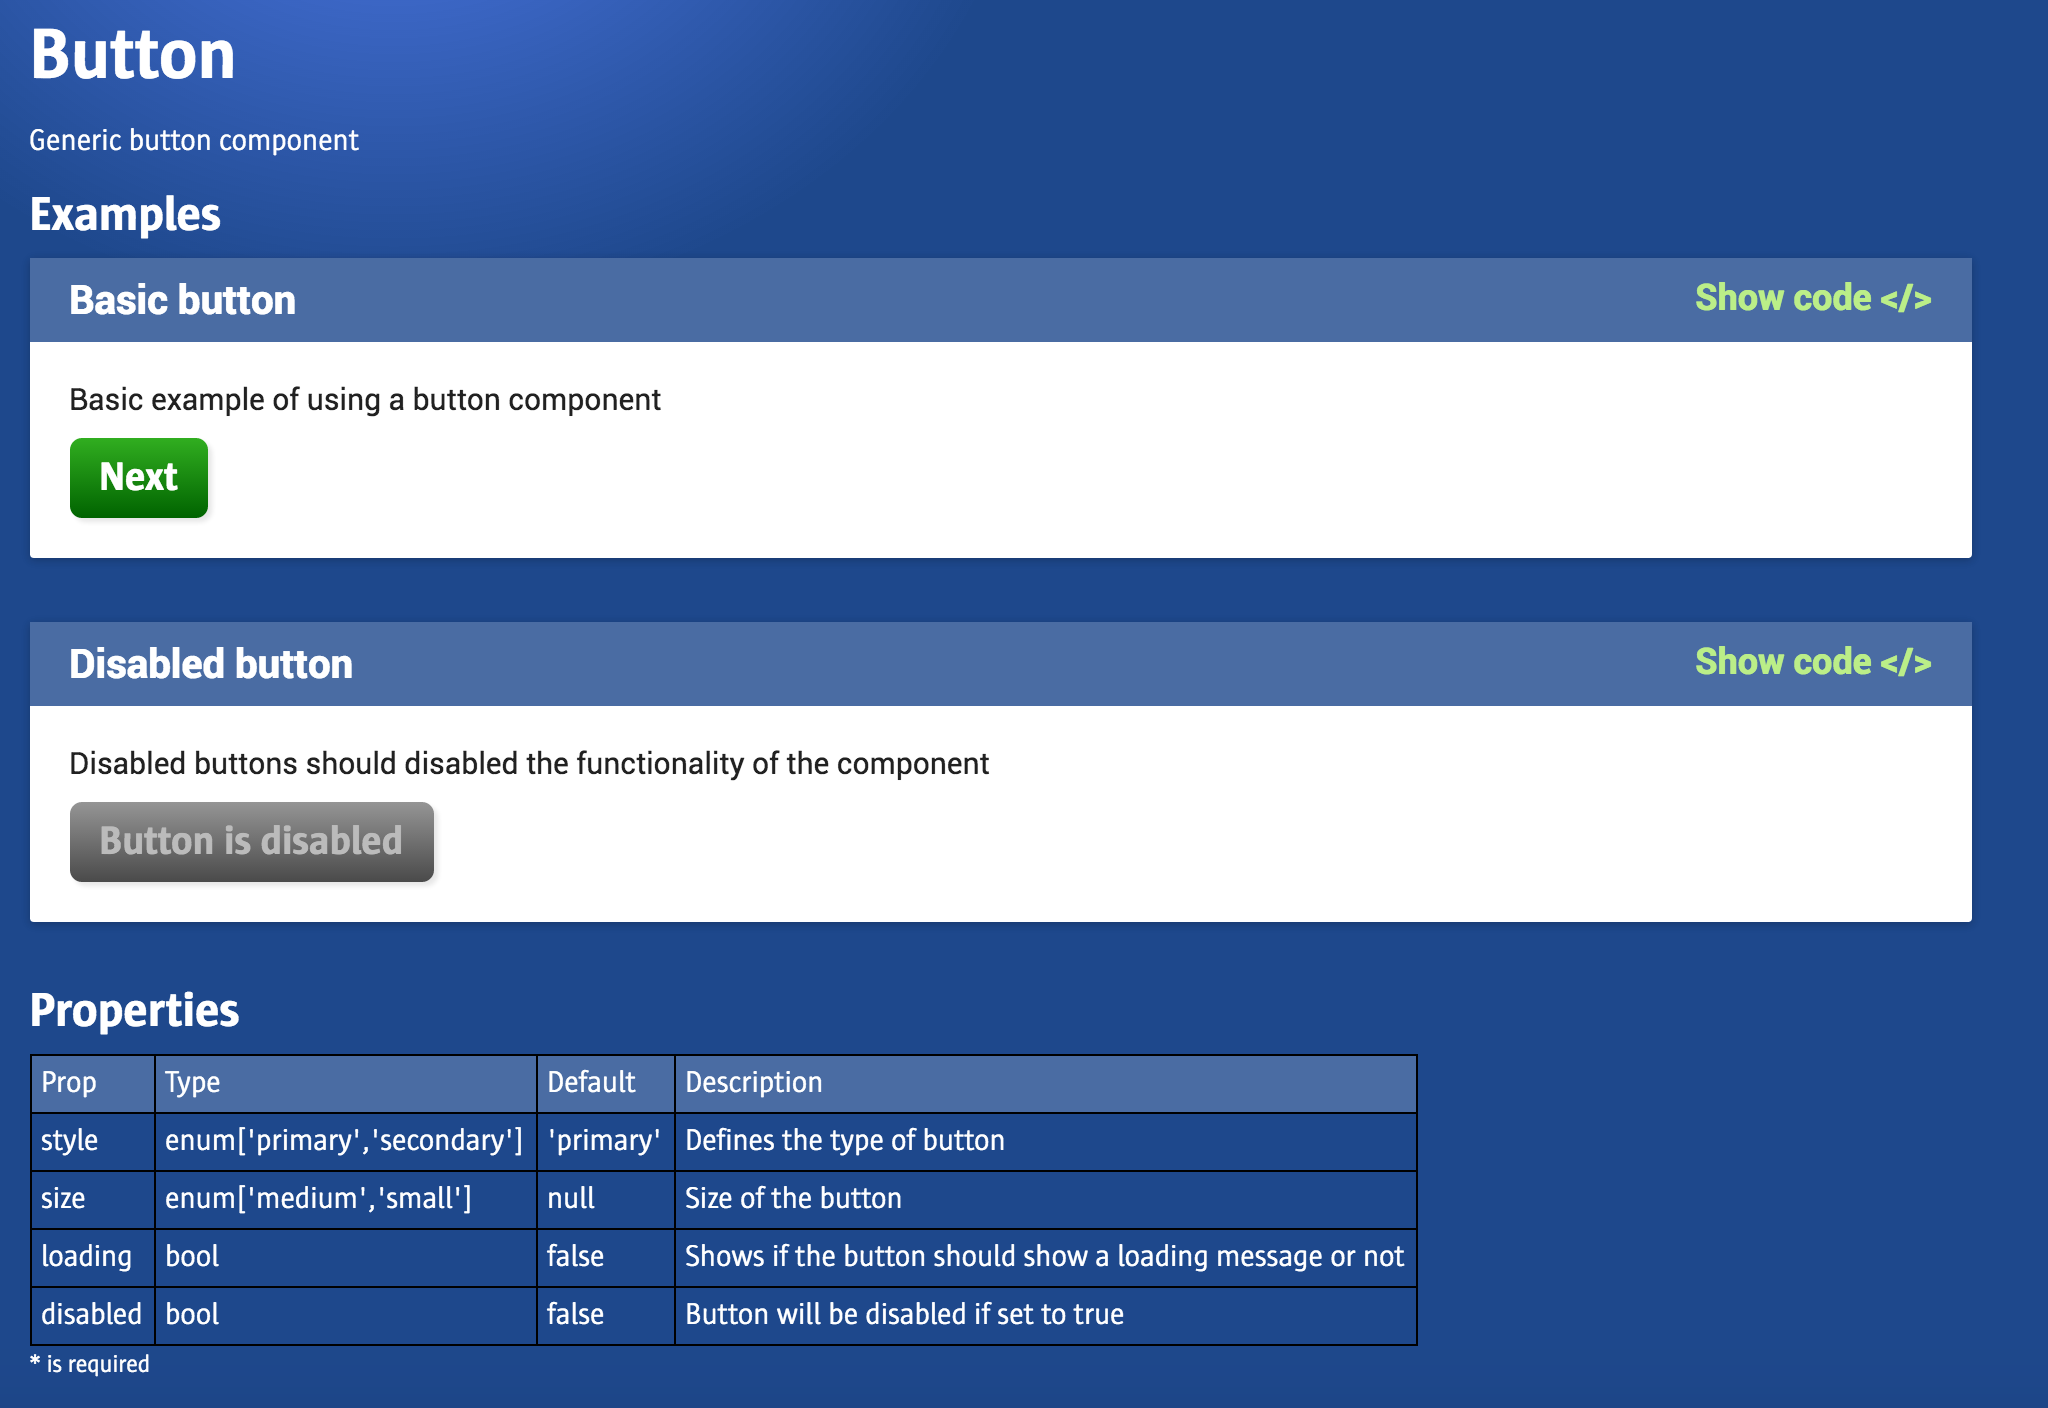 Button
Generic button component
Examples
Basic button Show code </>
Basic example of using a button component
Next
Disabled button Show code </>
Disabled buttons should disabled the functionality of the component
Button is disabled
Properties
Prop Type Default Description
style enum['primary','secondary'] 'primary' Defines the type of button
size enum['medium','small'] null Size of the button
loading bool false Shows if the button should show a loading message or not
disabled bool false Button will be disabled if set to true
* is required